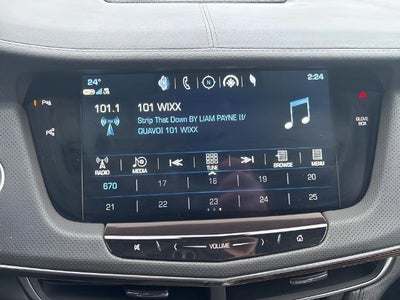 24°
2:24
101.1
101 WIXX
Strip That Down BY LIAM PAYNE f/
QUAVO! 101 WIXX
GLOVE
BOX
RADIO
MEDIA
TUNE
BROWSE
MENU
670
17
18
19
20
21
22
23
24
25
VOLUME